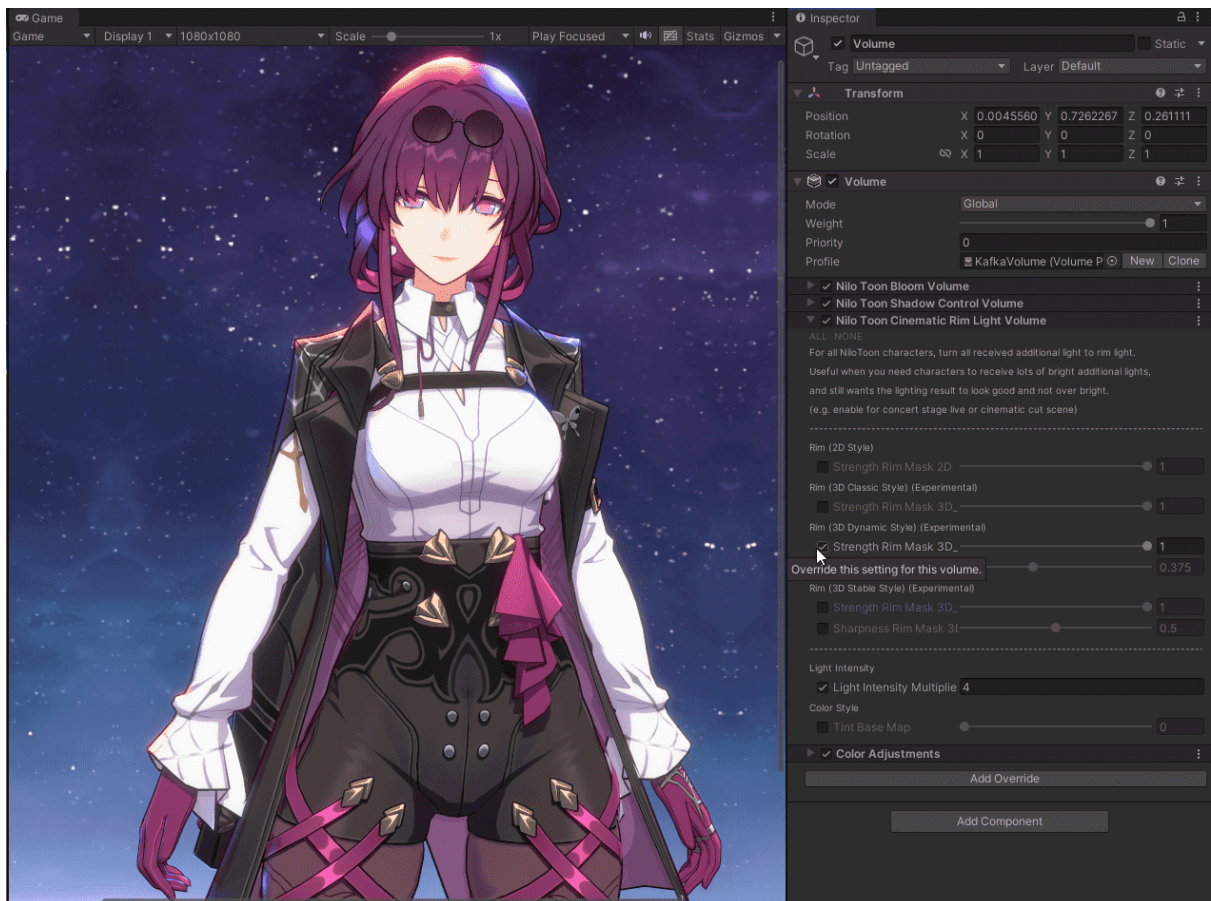 Game
Game Display 1 1080x1080 Scale 1x Play Focused Stats Gizmos
Inspector
Volume Static
Tag Untagged Layer Default
Transform
Position X 0.0045560 Y 0.7262267 Z 0.261111
Rotation X 0 Y 0 Z 0
Scale X 1 Y 1 Z 1
Volume
Mode Global
Weight 1
Priority 0
Profile KafkaVolume (Volume P New Clone
Nilo Toon Bloom Volume
Nilo Toon Shadow Control Volume
Nilo Toon Cinematic Rim Light Volume
ALL NONE
For all NiloToon characters, turn all received additional light to rim light.
Useful when you need characters to receive lots of bright additional lights,
and still wants the lighting result to look good and not over bright.
(e.g. enable for concert stage live or cinematic cut scene)
Rim (2D Style)
Strength Rim Mask 2D 1
Rim (3D Classic Style) (Experimental)
Strength Rim Mask 3D_ 1
Rim (3D Dynamic Style) (Experimental)
Strength Rim Mask 3D_ 1
Override this setting for this volume. 0.375
Rim (3D Stable Style) (Experimental)
Strength Rim Mask 3D_ 1
Sharpness Rim Mask 3D 0.5
Light Intensity
Light Intensity Multiplie 4
Color Style
Tint Base Map 0
Color Adjustments
Add Override
Add Component